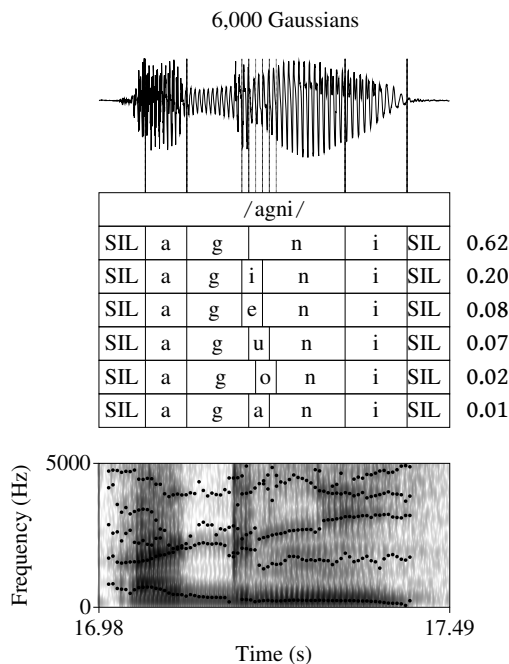 6,000 Gaussians
/agni/
SIL a g n i SIL 0.62
SIL a g i n i SIL 0.20
SIL a g e n i SIL 0.08
SIL a g u n i SIL 0.07
SIL a g o n i SIL 0.02
SIL a g a n i SIL 0.01
5000
Frequency (Hz)
0
16.98 17.49
Time (s)